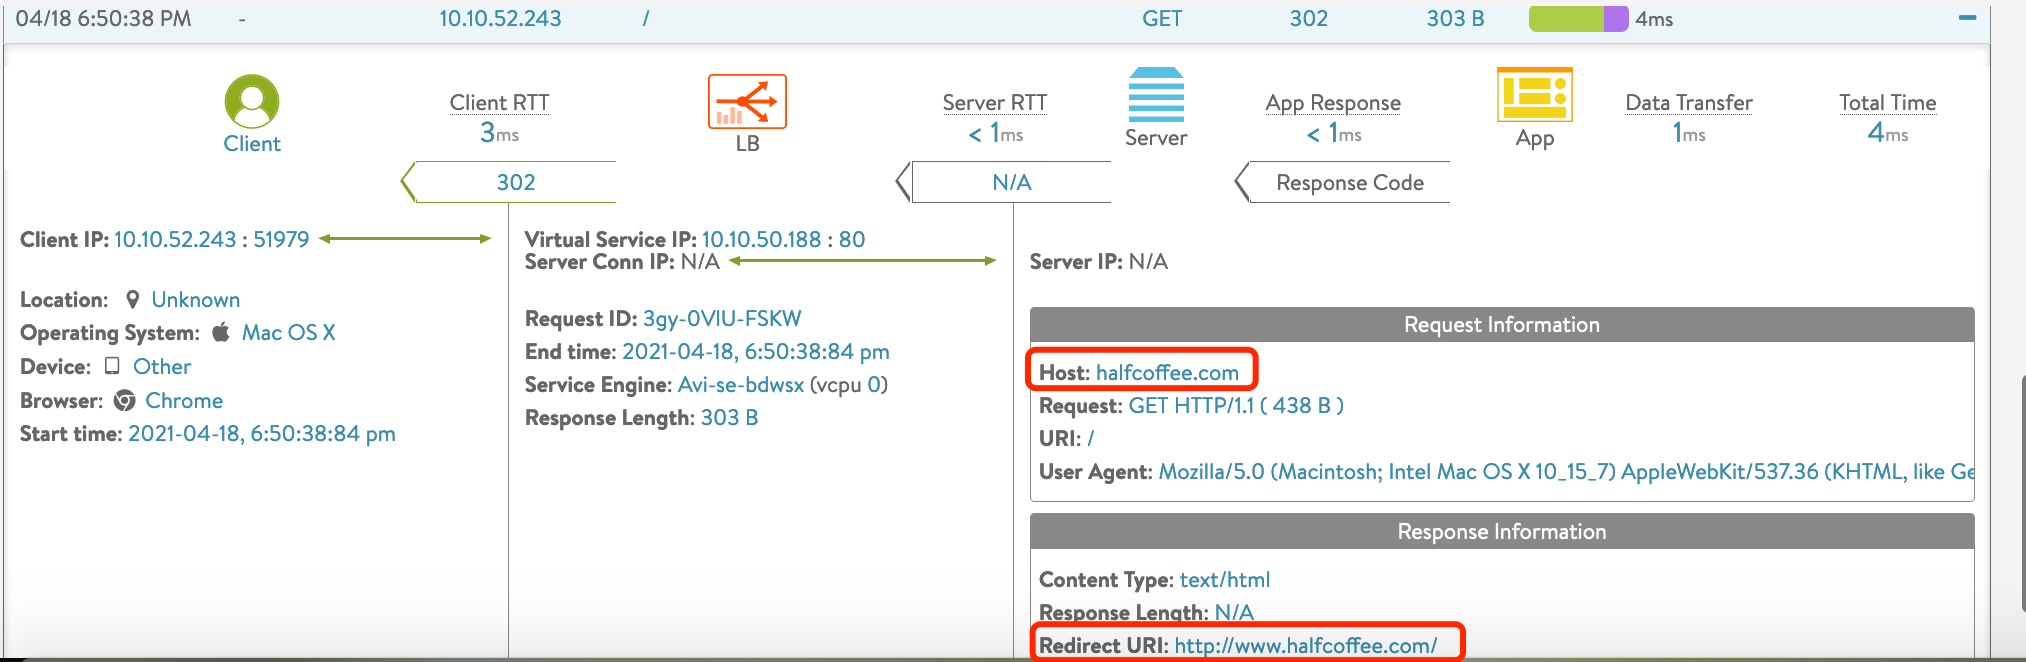 04/18 6:50:38 PM - 10.10.52.243 / GET 302 303 B 4ms
Client RTT Server RTT App Response Data Transfer Total Time
3ms < 1ms < 1ms 1ms 4ms
Client LB Server App
302 N/A Response Code
Client IP: 10.10.52.243 : 51979
Location: Unknown
Operating System: Mac OS X
Device: Other
Browser: Chrome
Start time: 2021-04-18, 6:50:38:84 pm
Virtual Service IP: 10.10.50.188 : 80
Server Conn IP: N/A
Request ID: 3gy-0VIU-FSKW
End time: 2021-04-18, 6:50:38:84 pm
Service Engine: Avi-se-bdwsx (vcpu 0)
Response Length: 303 B
Server IP: N/A
Request Information
Host: halfcoffee.com
Request: GET HTTP/1.1 ( 438 B )
URI: /
User Agent: Mozilla/5.0 (Macintosh; Intel Mac OS X 10_15_7) AppleWebKit/537.36 (KHTML, like Ge
Response Information
Content Type: text/html
Response Length: N/A
Redirect URI: http://www.halfcoffee.com/